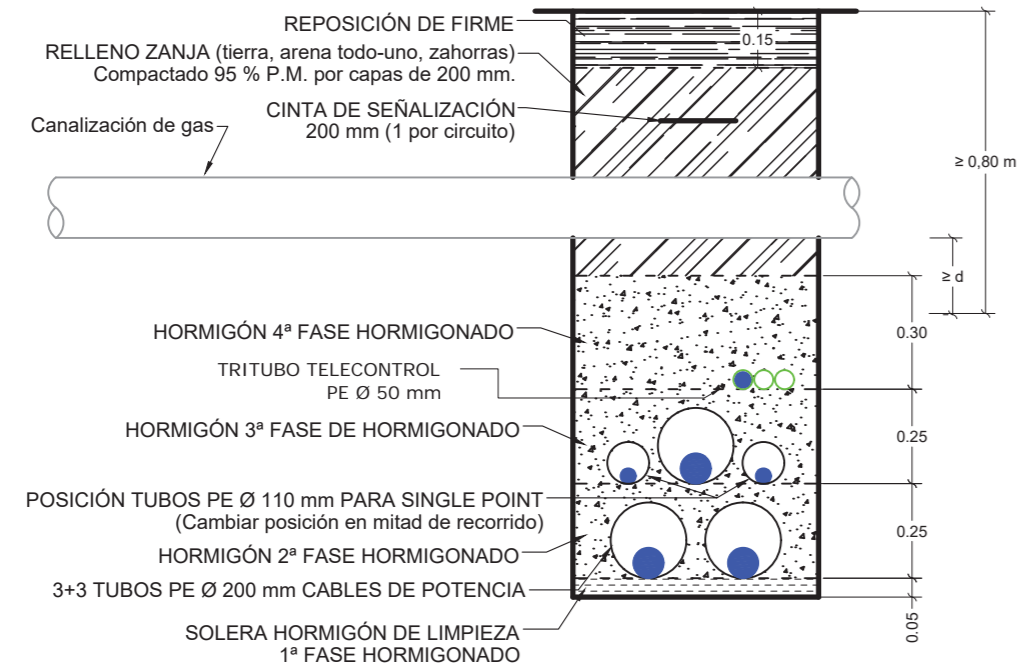 REPOSICIÓN DE FIRME
0.15
RELLENO ZANJA (tierra, arena todo-uno, zahorras)
Compactado 95 % P.M. por capas de 200 mm.
CINTA DE SEÑALIZACIÓN
200 mm (1 por circuito)
Canalización de gas
≥ 0,80 m
≥ d
HORMIGÓN 4ª FASE HORMIGONADO
0.30
TRITUBO TELECONTROL
PE Ø 50 mm
HORMIGÓN 3ª FASE DE HORMIGONADO
0.25
POSICIÓN TUBOS PE Ø 110 mm PARA SINGLE POINT
(Cambiar posición en mitad de recorrido)
HORMIGÓN 2ª FASE HORMIGONADO
0.25
3+3 TUBOS PE Ø 200 mm CABLES DE POTENCIA
SOLERA HORMIGÓN DE LIMPIEZA
1ª FASE HORMIGONADO
0.05